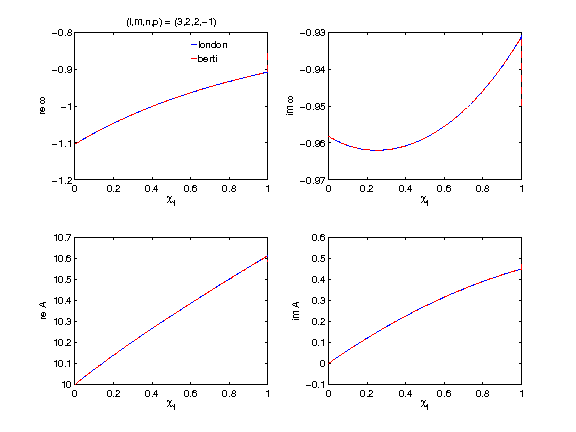 (l,m,n,p) = (3,2,2,−1)
−0.8
−0.9
−1
−1.1
−1.2
re ω
london
berti
0 0.2 0.4 0.6 0.8 1
χf
−0.93
−0.94
−0.95
−0.96
−0.97
im ω
0 0.2 0.4 0.6 0.8 1
χf
10.7
10.6
10.5
10.4
10.3
10.2
10.1
10
re A
0 0.2 0.4 0.6 0.8 1
χf
0.6
0.5
0.4
0.3
0.2
0.1
0
−0.1
im A
0 0.2 0.4 0.6 0.8 1
χf